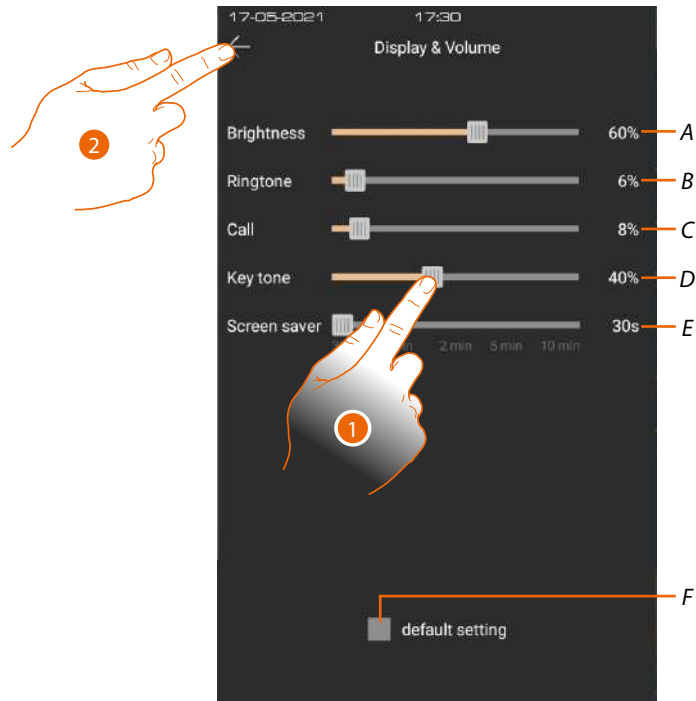 17-05-2021 17:30
Display & Volume
2
Brightness 60% A
Ringtone 6% B
Call 8% C
Key tone 40% D
Screen saver 30s E
2 min 5 min 10 min
1
F
default setting